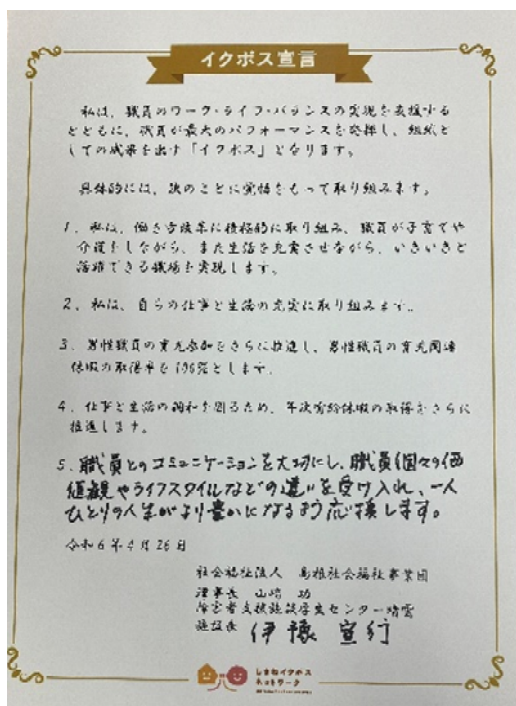 イクボス宣言
私は、職員のワーク・ライフ・バランスの実現を支援する
とともに、職員が最大のパフォーマンスを発揮し、組織と
しての成果を出す「イクボス」となります。
具体的には、次のことに覚悟をもって取り組みます。
1．私は、働き方改革に積極的に取り組み、職員が子育てや
介護をしながら、また生活を充実させながら、いきいきと
活躍できる職場を実現します。
2．私は、自らの仕事と生活の充実に取り組みます。
3．男性職員の育児参加をさらに推進し、男性職員の育児関連
休暇の取得率を100%とします。
4．仕事と生活の調和を図るため、年次有給休暇の取得をさらに
推進します。
5．職員とのコミュニケーションを大切にし、職員個々の価
値観やライフスタイルなどの違いを受け入れ、一人
ひとりの人生がより豊かになるよう応援します。
令和6年4月26日
社会福祉法人 島根社会福祉事業団
理事長 山﨑 功
障害者支援施設厚生センター
施設長 伊藤 宣行
しまねイクボス
ネットワーク